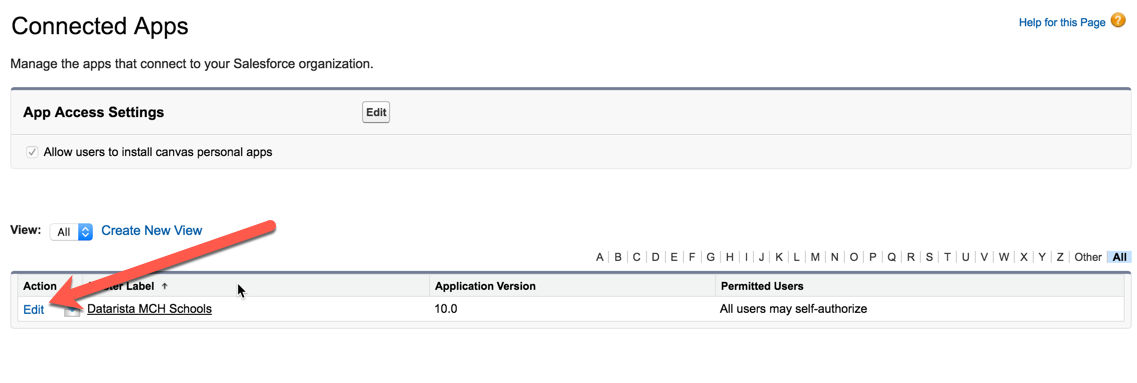 Connected Apps
Help for this Page ?
Manage the apps that connect to your Salesforce organization.
App Access Settings Edit
Allow users to install canvas personal apps
View: All Create New View
A | B | C | D | E | F | G | H | I | J | K | L | M | N | O | P | Q | R | S | T | U | V | W | X | Y | Z | Other | All
Action Label ↑ Application Version Permitted Users
Edit Datarista MCH Schools 10.0 All users may self-authorize